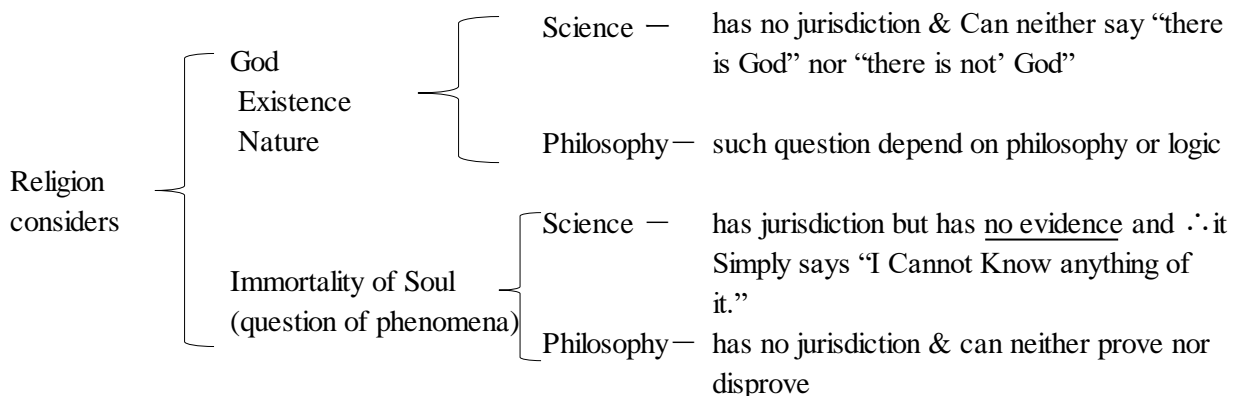 Religion
considers
God
Existence
Nature
Science — has no jurisdiction & Can neither say “there
is God” nor “there is not’ God”
Philosophy— such question depend on philosophy or logic
Immortality of Soul
(question of phenomena)
Science — has jurisdiction but has no evidence and ∴it
Simply says “I Cannot Know anything of
it.”
Philosophy— has no jurisdiction & can neither prove nor
disprove